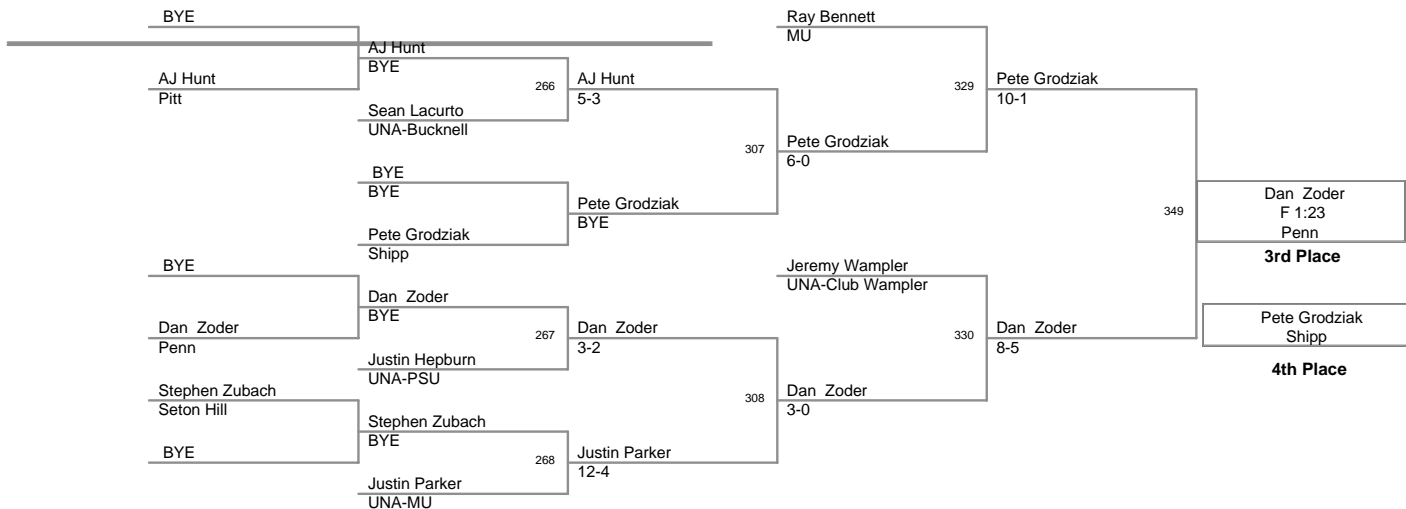 BYE
AJ Hunt
Pitt
BYE
Dan  Zoder
Penn
Stephen Zubach
Seton Hill
BYE
AJ Hunt
BYE
266
Sean Lacurto
UNA-Bucknell
BYE
BYE
Pete Grodziak
Shipp
Dan  Zoder
BYE
267
Justin Hepburn
UNA-PSU
Stephen Zubach
BYE
268
Justin Parker
UNA-MU
AJ Hunt
5-3
307
Pete Grodziak
BYE
Dan  Zoder
3-2
308
Justin Parker
12-4
Ray Bennett
MU
329
Pete Grodziak
6-0
Jeremy Wampler
UNA-Club Wampler
330
Dan  Zoder
3-0
Pete Grodziak
10-1
349
Dan  Zoder
8-5
Dan  Zoder
F 1:23
Penn
3rd Place
Pete Grodziak
Shipp
4th Place